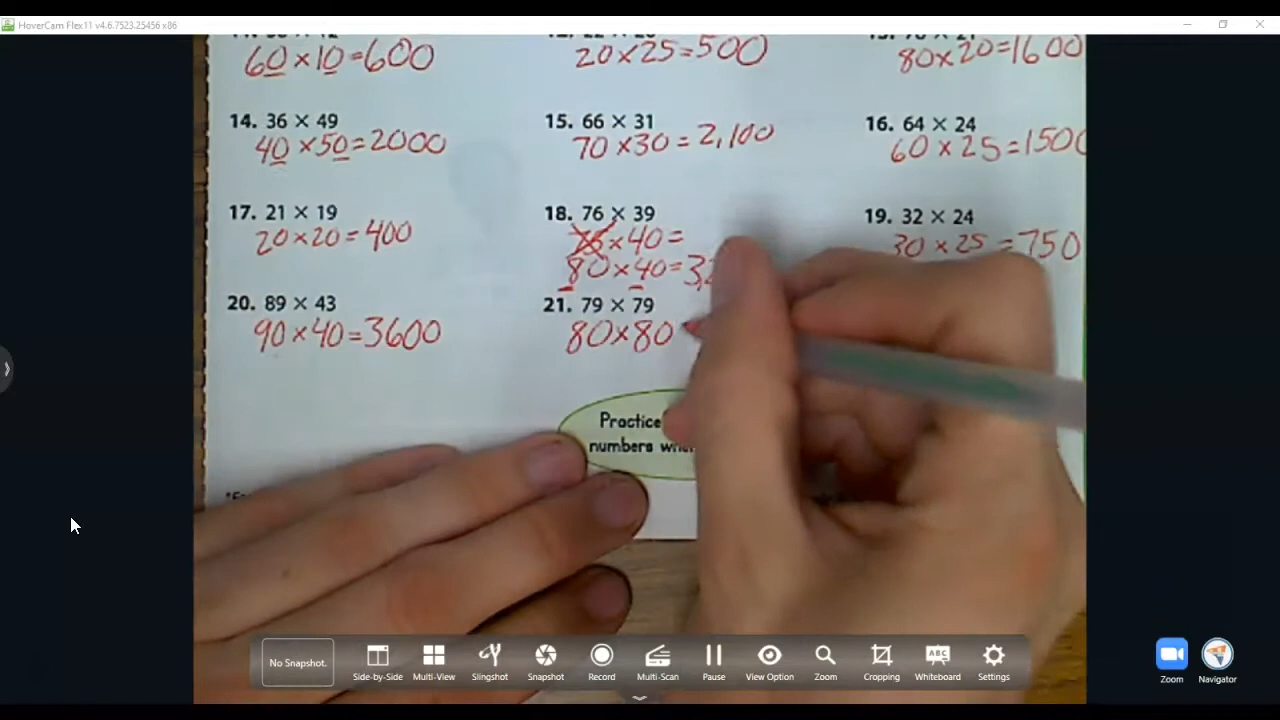 HoverCam Flex11 v4.6.7523.25456 x86
60 × 10 = 600
20 × 25 = 500
80 × 20 = 1600
14. 36 × 49
40 × 50 = 2000
15. 66 × 31
70 × 30 = 2,100
16. 64 × 24
60 × 25 = 1500
17. 21 × 19
20 × 20 = 400
18. 76 × 39
75 × 40 =
80 × 40 = 3,2
19. 32 × 24
30 × 25 = 750
20. 89 × 43
90 × 40 = 3600
21. 79 × 79
80 × 80
Practice
numbers
No Snapshot.
Side-by-Side
Multi-View
Slingshot
Snapshot
Record
Multi-Scan
Pause
View Option
Zoom
Cropping
ABC
Whiteboard
Settings
Zoom
Navigator